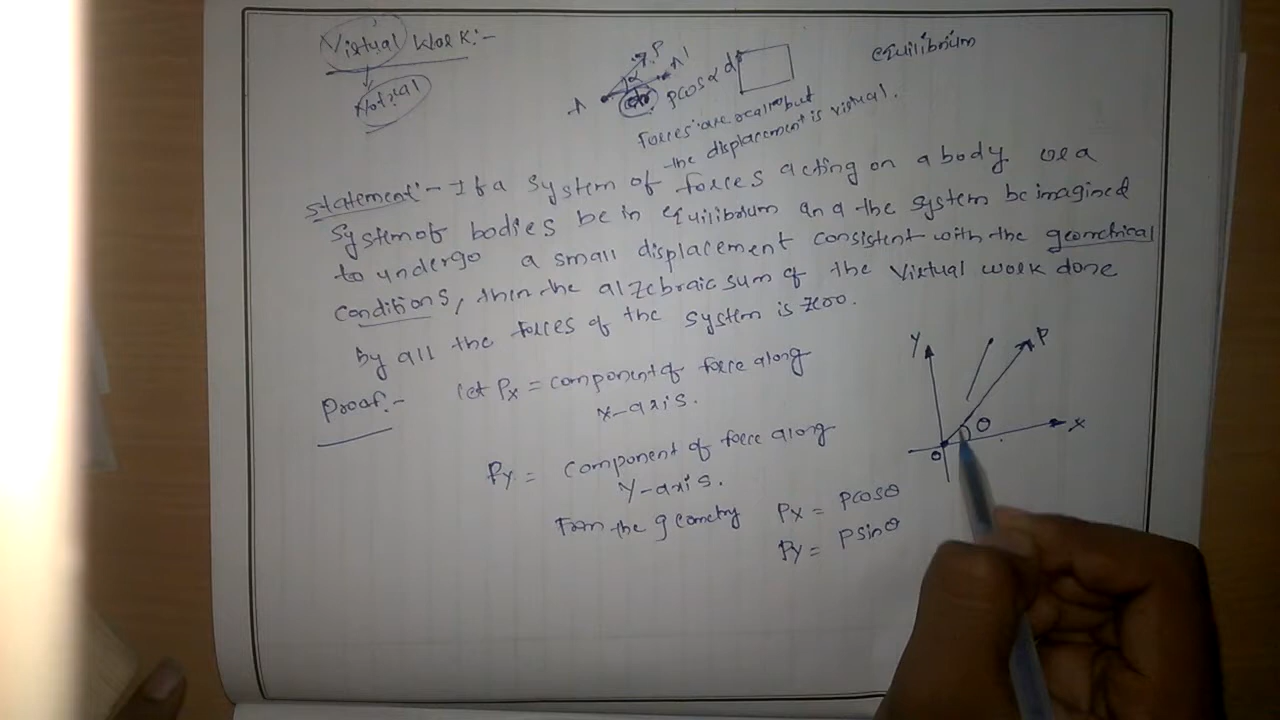 Virtual Work:-
Not real
equilibrium
A
P
A'
α
dr
Pcosα dr
Forces are real but
the displacement is virtual.
Statement:- If a System of forces acting on a body or a
System of bodies be in equilibrium and the system be imagined
to undergo a small displacement consistent with the geometrical
conditions, then the algebraic sum of the virtual work done
by all the forces of the system is zero.
Proof:- Let Px = component of force along
x-axis.
Py = component of force along
Y-axis.
From the geometry Px = Pcosθ
Py = Psinθ
Y
P
θ
X
O